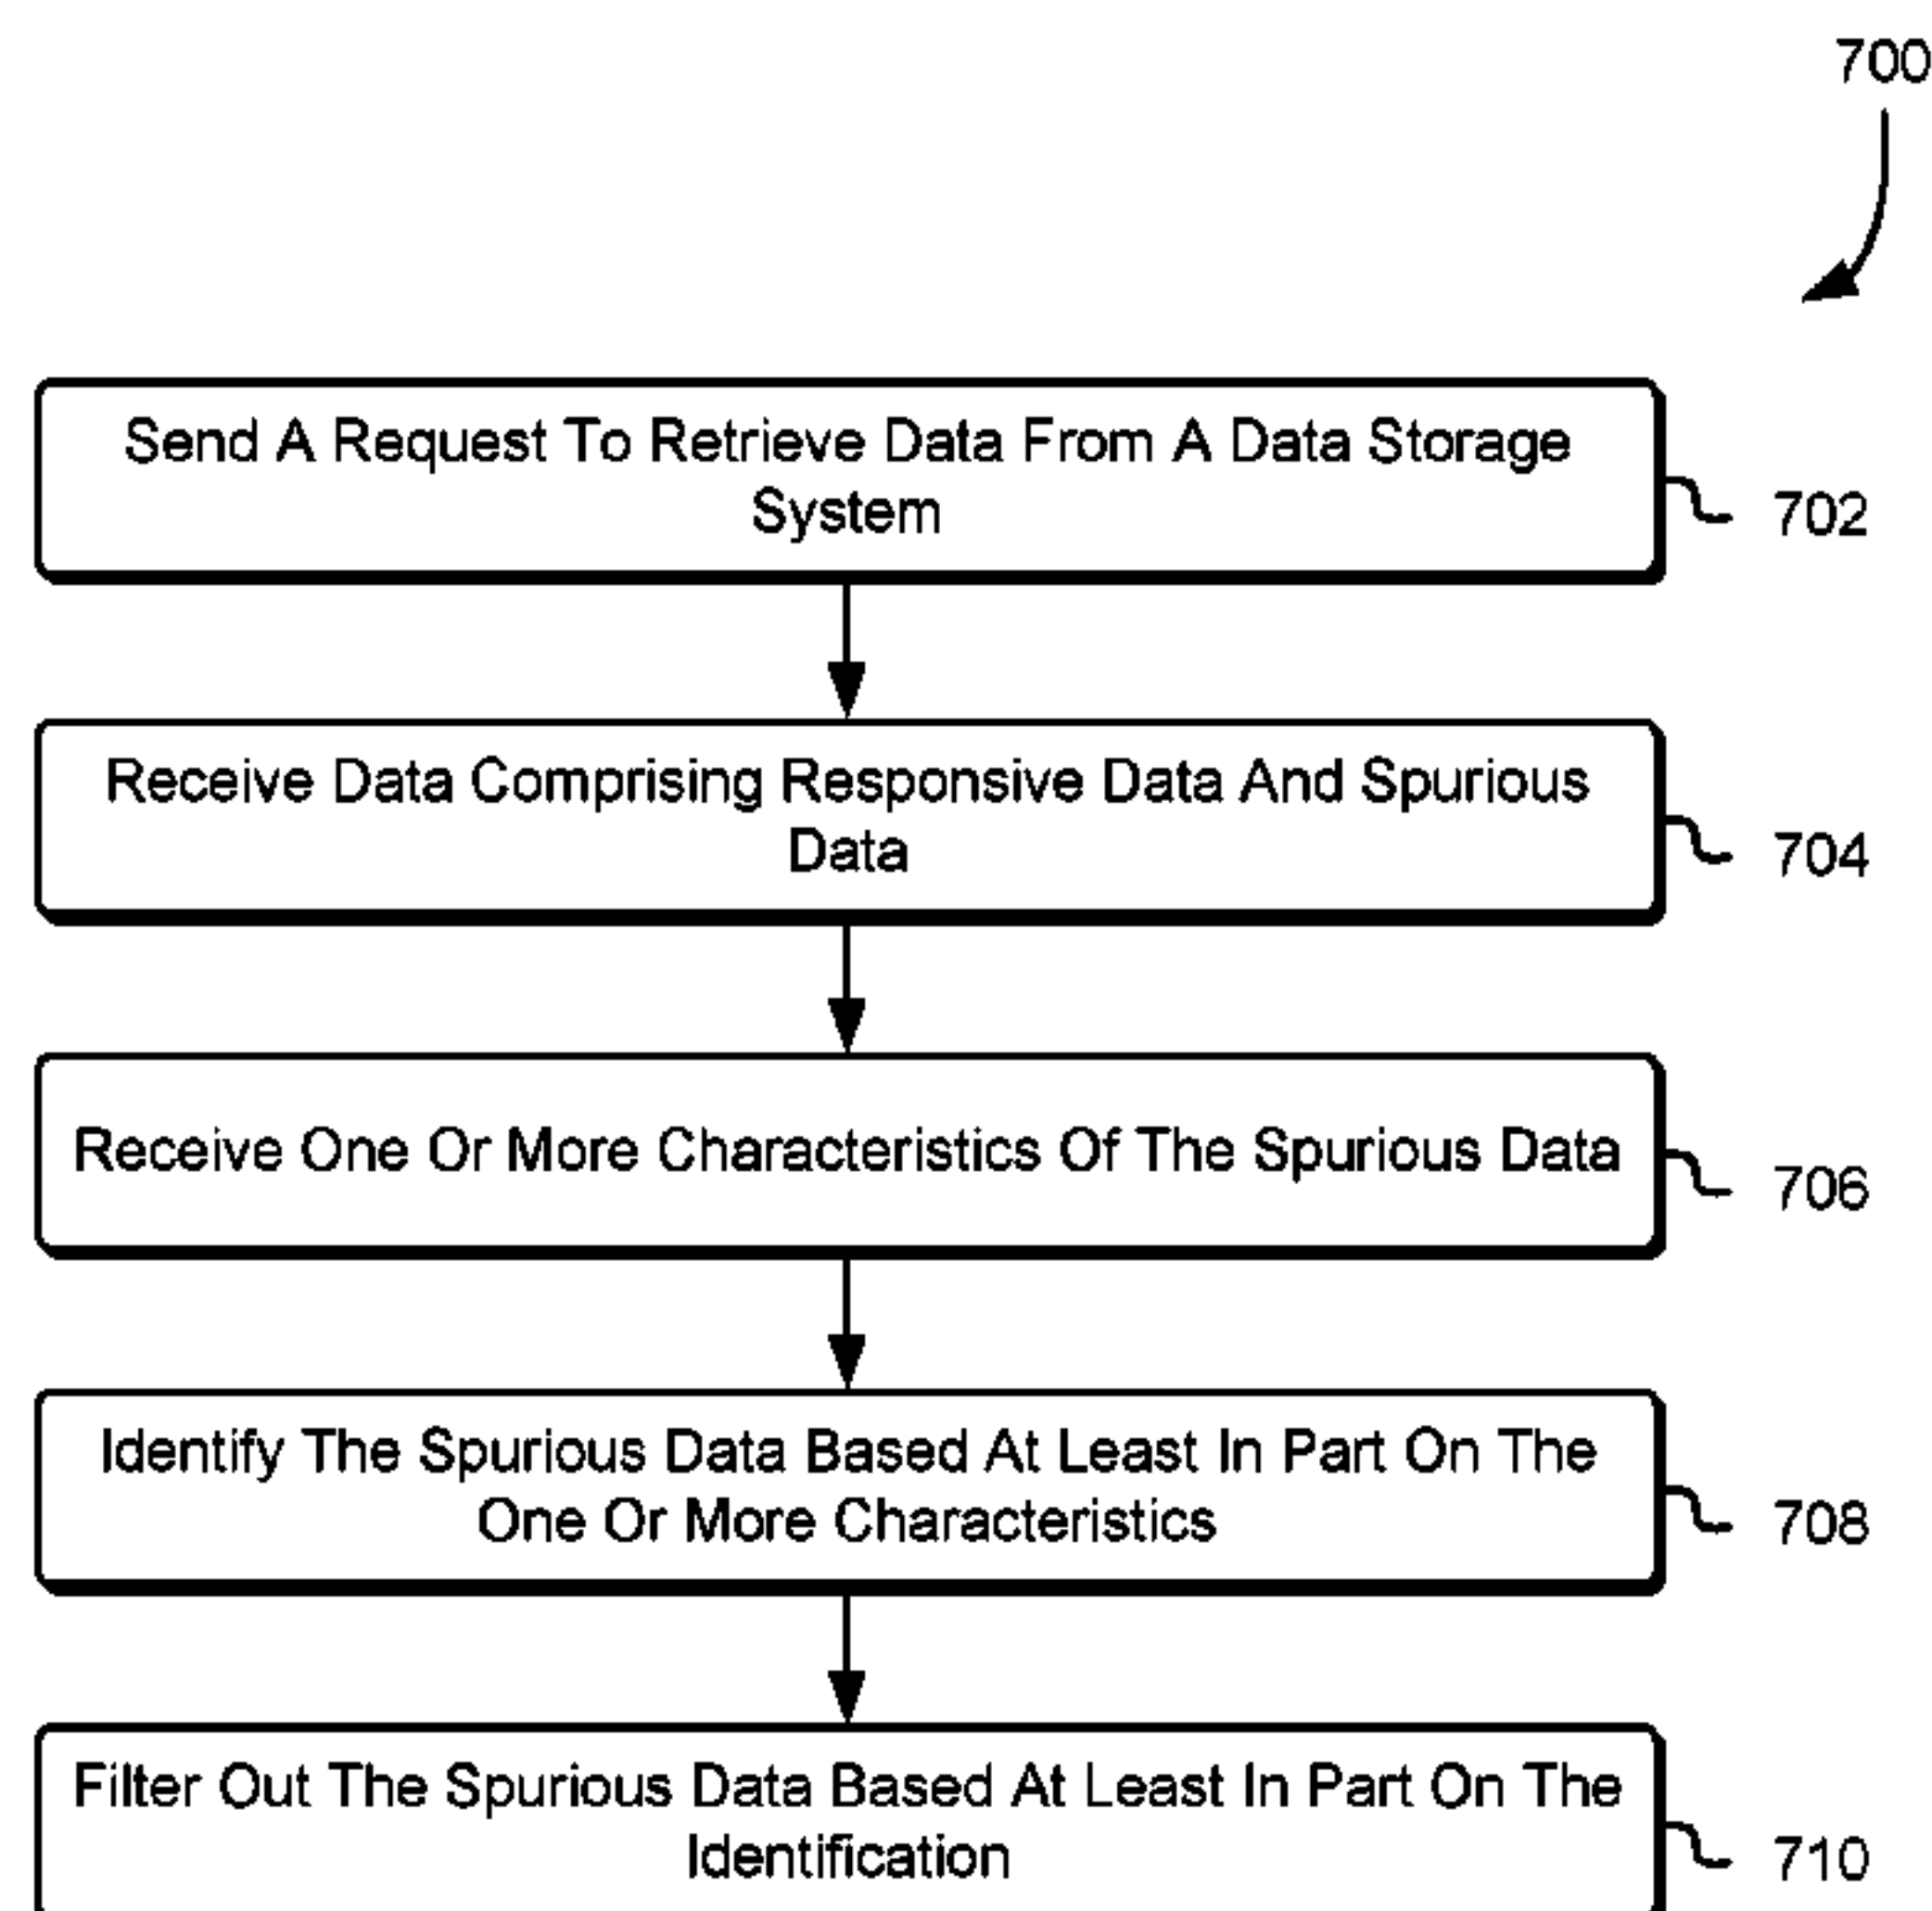 700
Send A Request To Retrieve Data From A Data Storage
System
702
Receive Data Comprising Responsive Data And Spurious
Data
704
Receive One Or More Characteristics Of The Spurious Data
706
Identify The Spurious Data Based At Least In Part On The
One Or More Characteristics
708
Filter Out The Spurious Data Based At Least In Part On The
Identification
710